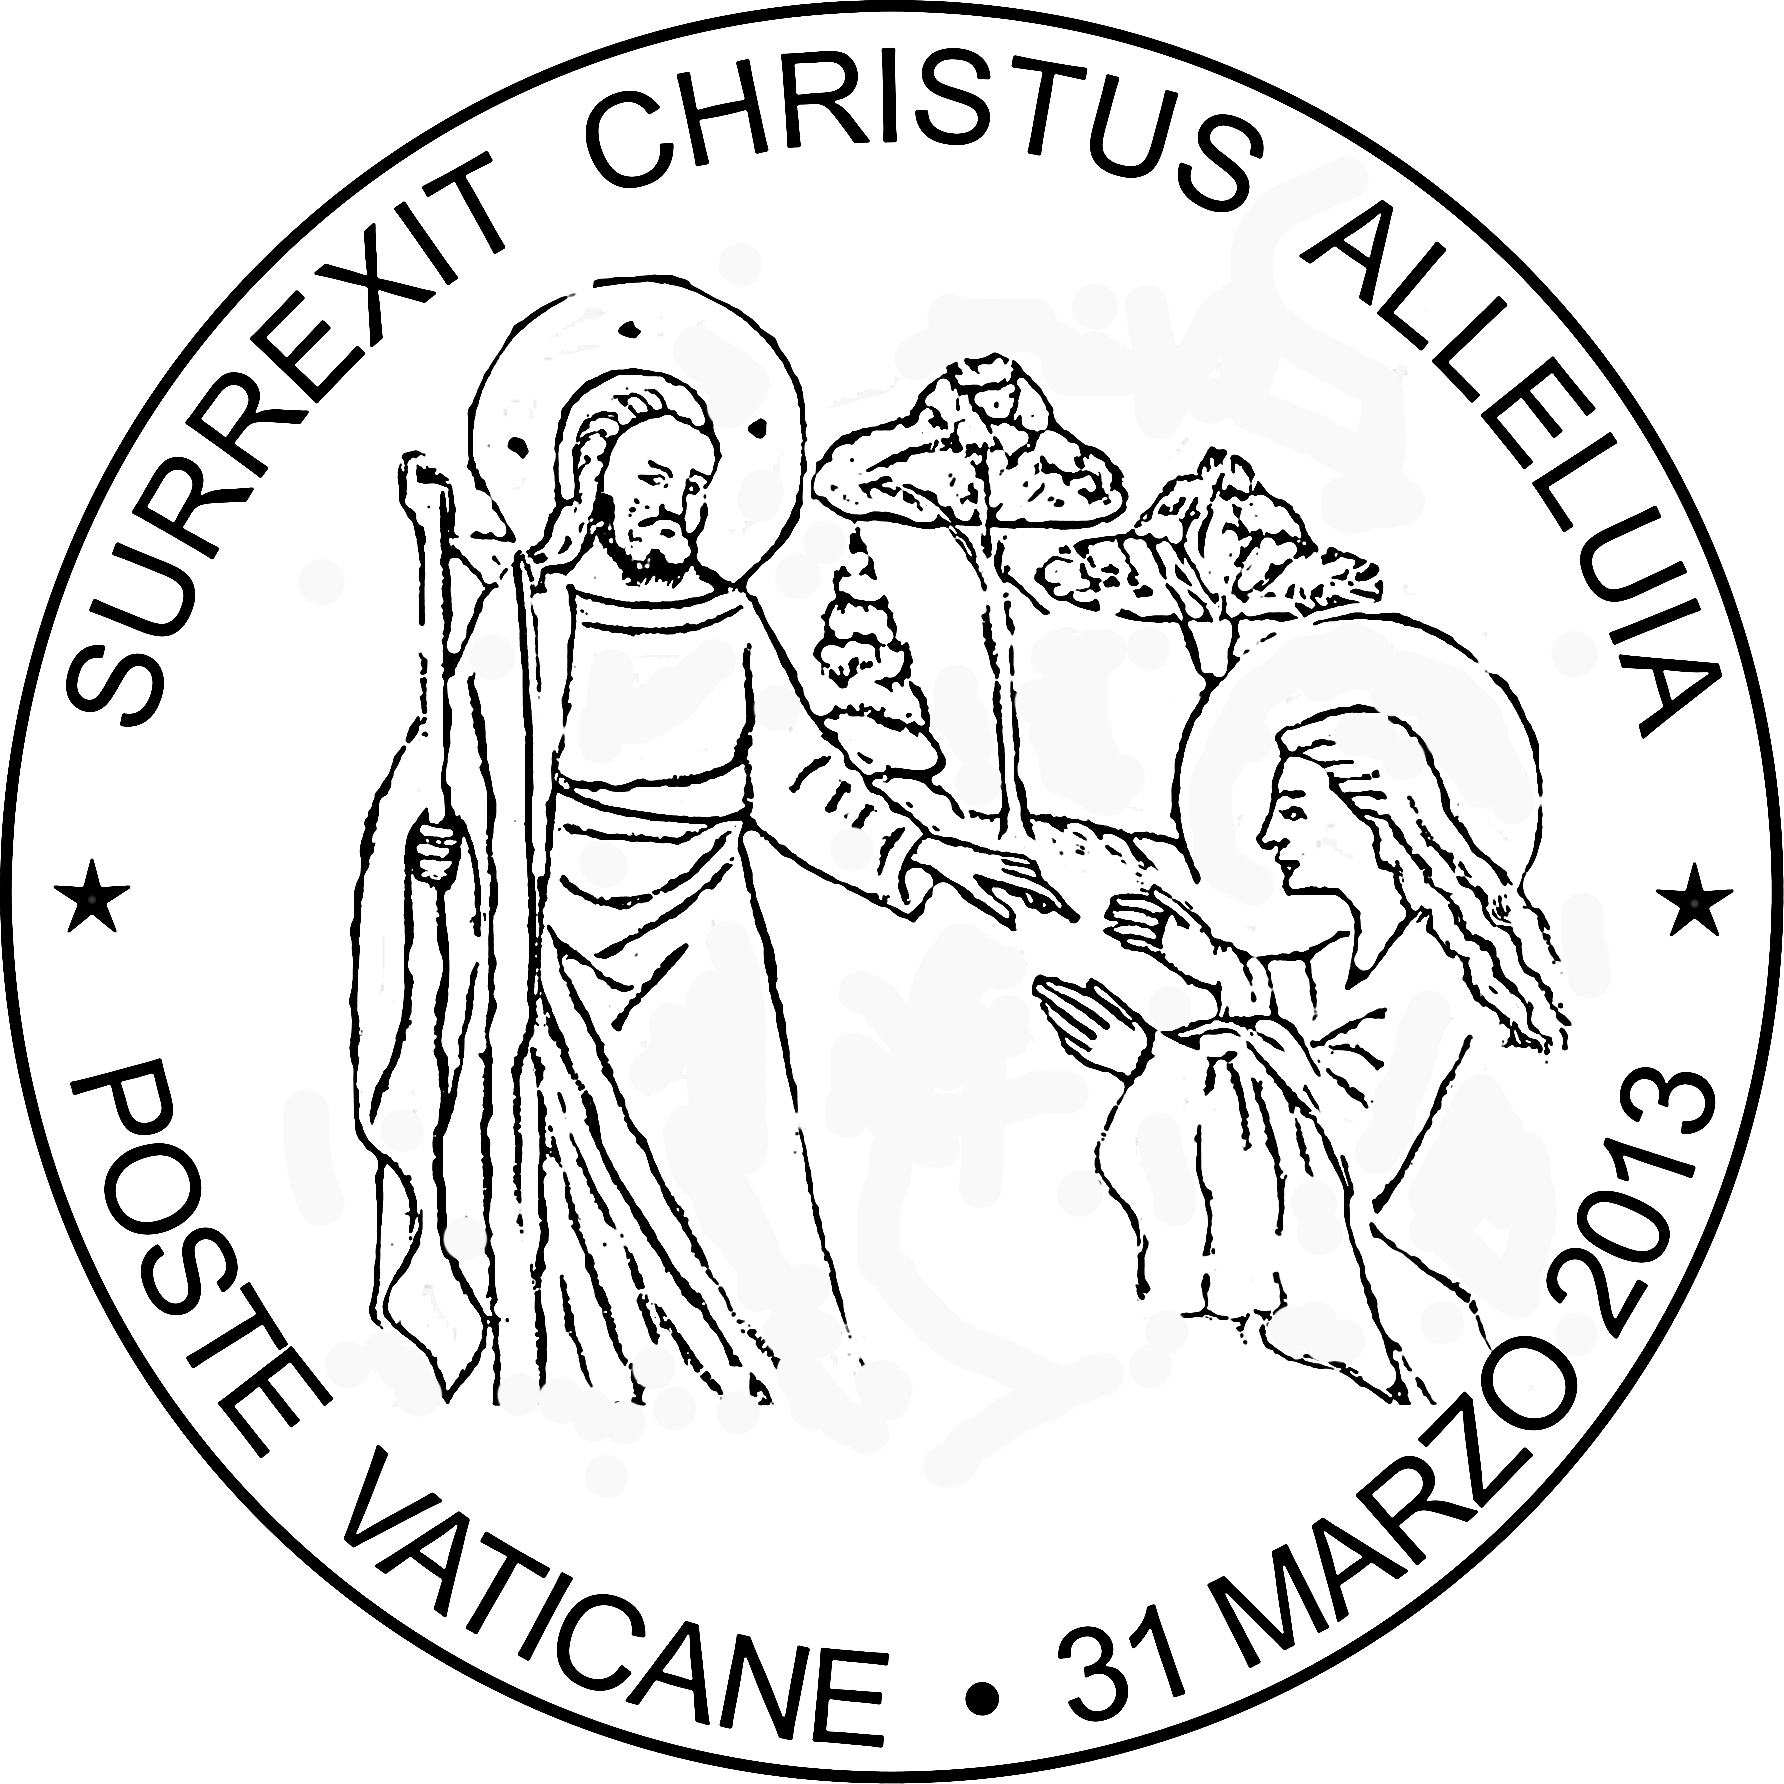 SURREXIT CHRISTUS ALLELUIA
POSTE VATICANE • 31 MARZO 2013